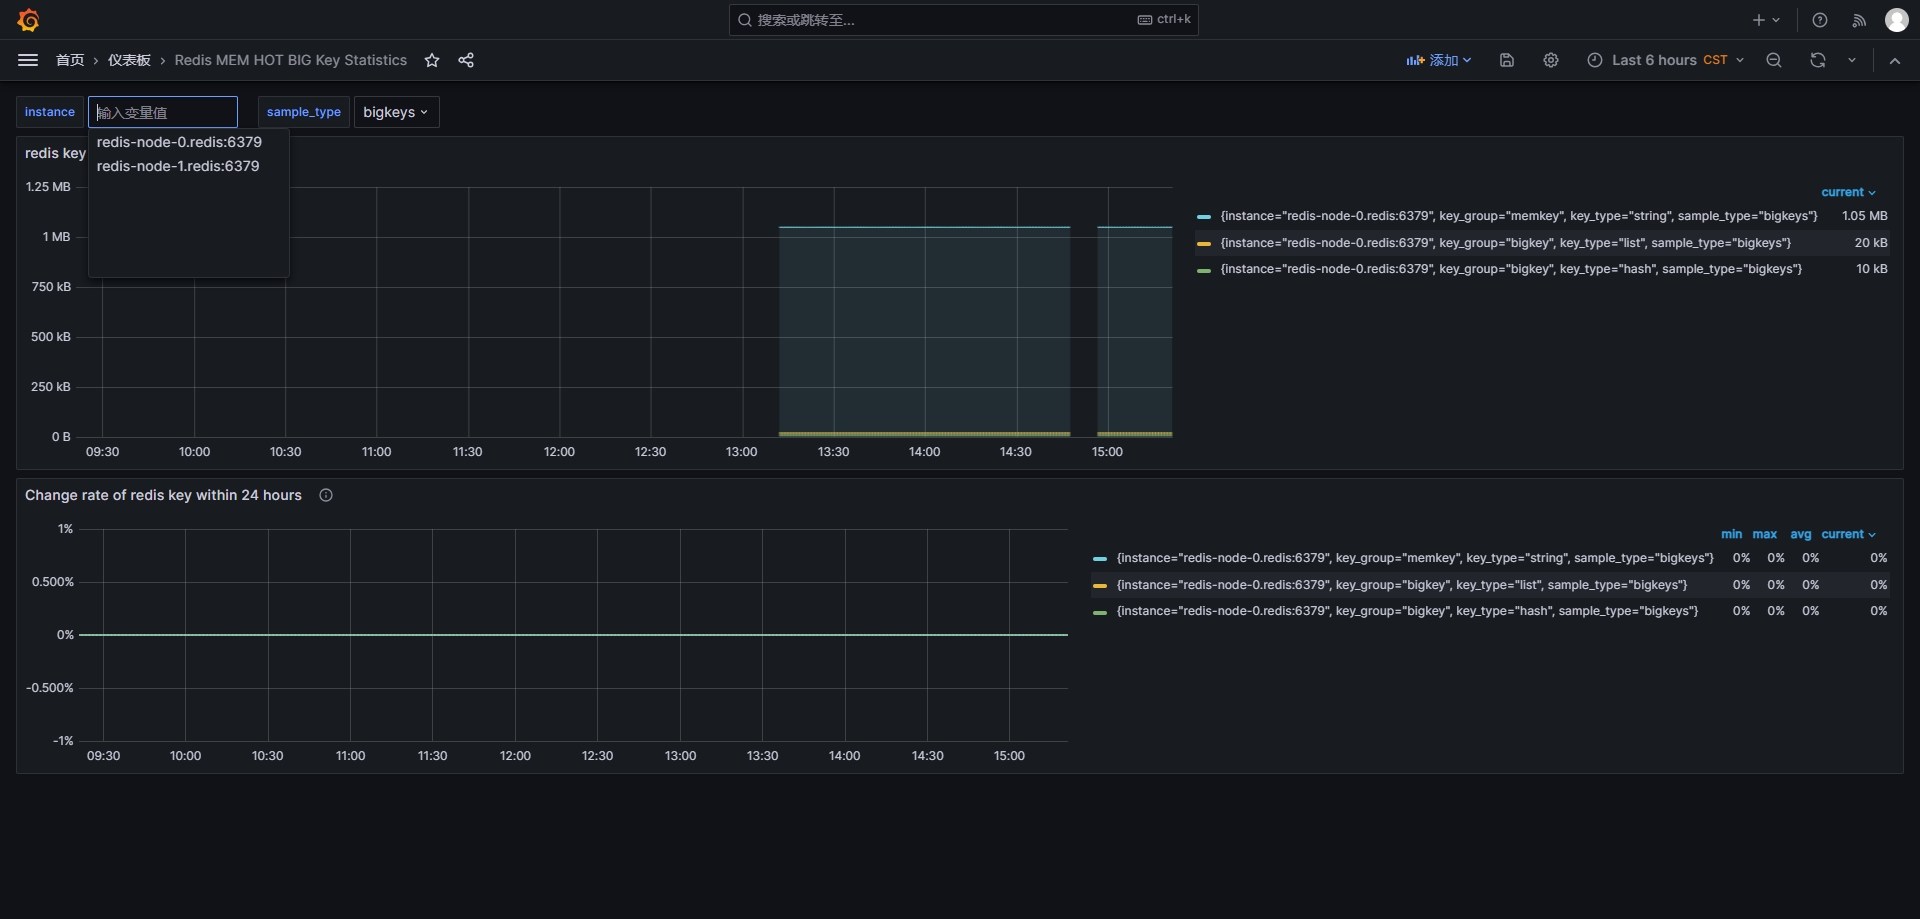 搜索或跳转至...
ctrl+k
首页 › 仪表板 › Redis MEM HOT BIG Key Statistics
添加
Last 6 hours CST
instance
输入变量值
sample_type
bigkeys
redis-node-0.redis:6379
redis-node-1.redis:6379
redis key
1.25 MB
1 MB
750 kB
500 kB
250 kB
0 B
09:30 10:00 10:30 11:00 11:30 12:00 12:30 13:00 13:30 14:00 14:30 15:00
current
{instance="redis-node-0.redis:6379", key_group="memkey", key_type="string", sample_type="bigkeys"} 1.05 MB
{instance="redis-node-0.redis:6379", key_group="bigkey", key_type="list", sample_type="bigkeys"} 20 kB
{instance="redis-node-0.redis:6379", key_group="bigkey", key_type="hash", sample_type="bigkeys"} 10 kB
Change rate of redis key within 24 hours
1%
0.500%
0%
-0.500%
-1%
09:30 10:00 10:30 11:00 11:30 12:00 12:30 13:00 13:30 14:00 14:30 15:00
min max avg current
{instance="redis-node-0.redis:6379", key_group="memkey", key_type="string", sample_type="bigkeys"} 0% 0% 0% 0%
{instance="redis-node-0.redis:6379", key_group="bigkey", key_type="list", sample_type="bigkeys"} 0% 0% 0% 0%
{instance="redis-node-0.redis:6379", key_group="bigkey", key_type="hash", sample_type="bigkeys"} 0% 0% 0% 0%